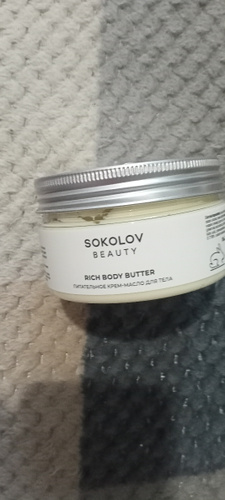 SOKOLOV
BEAUTY
RICH BODY BUTTER
ПИТАТЕЛЬНОЕ КРЕМ-МАСЛО ДЛЯ ТЕЛА